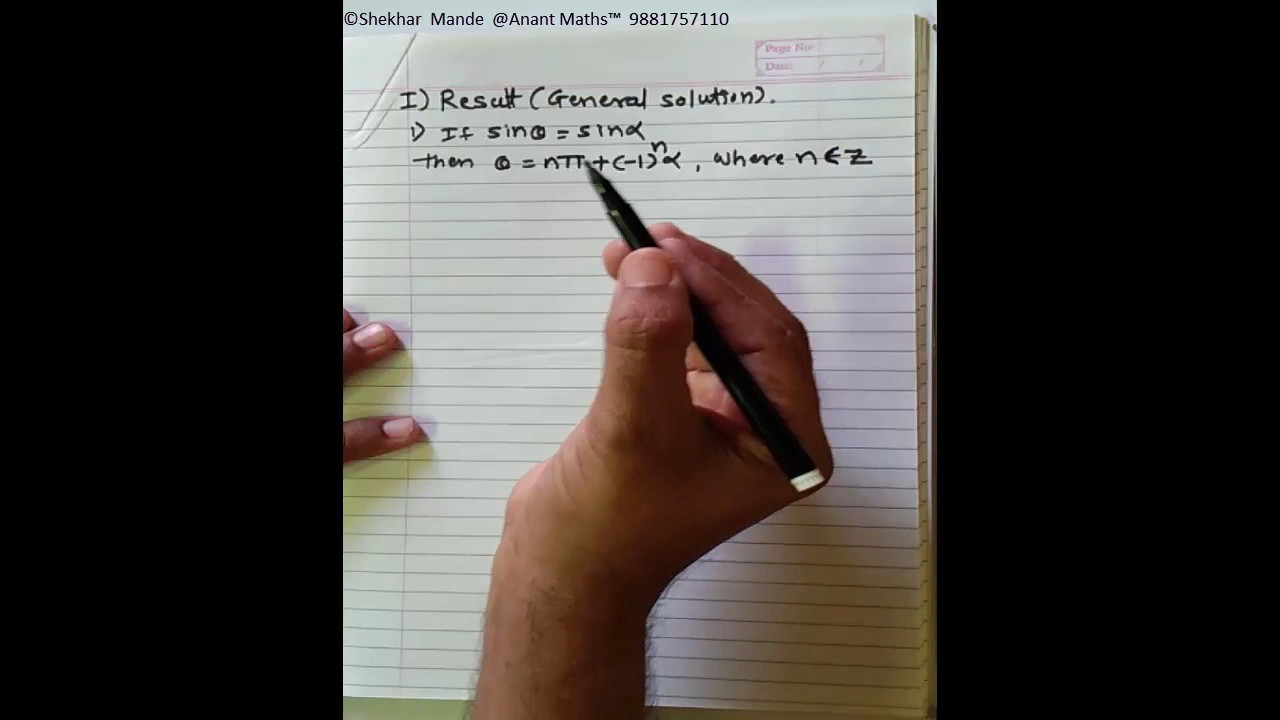 ©Shekhar Mande @Anant Maths™ 9881757110
Page No:
Date: / /
I) Result (General solution).
1) If sinθ = sinα
then θ = nπ + (-1)ⁿα, where n ∈ Z